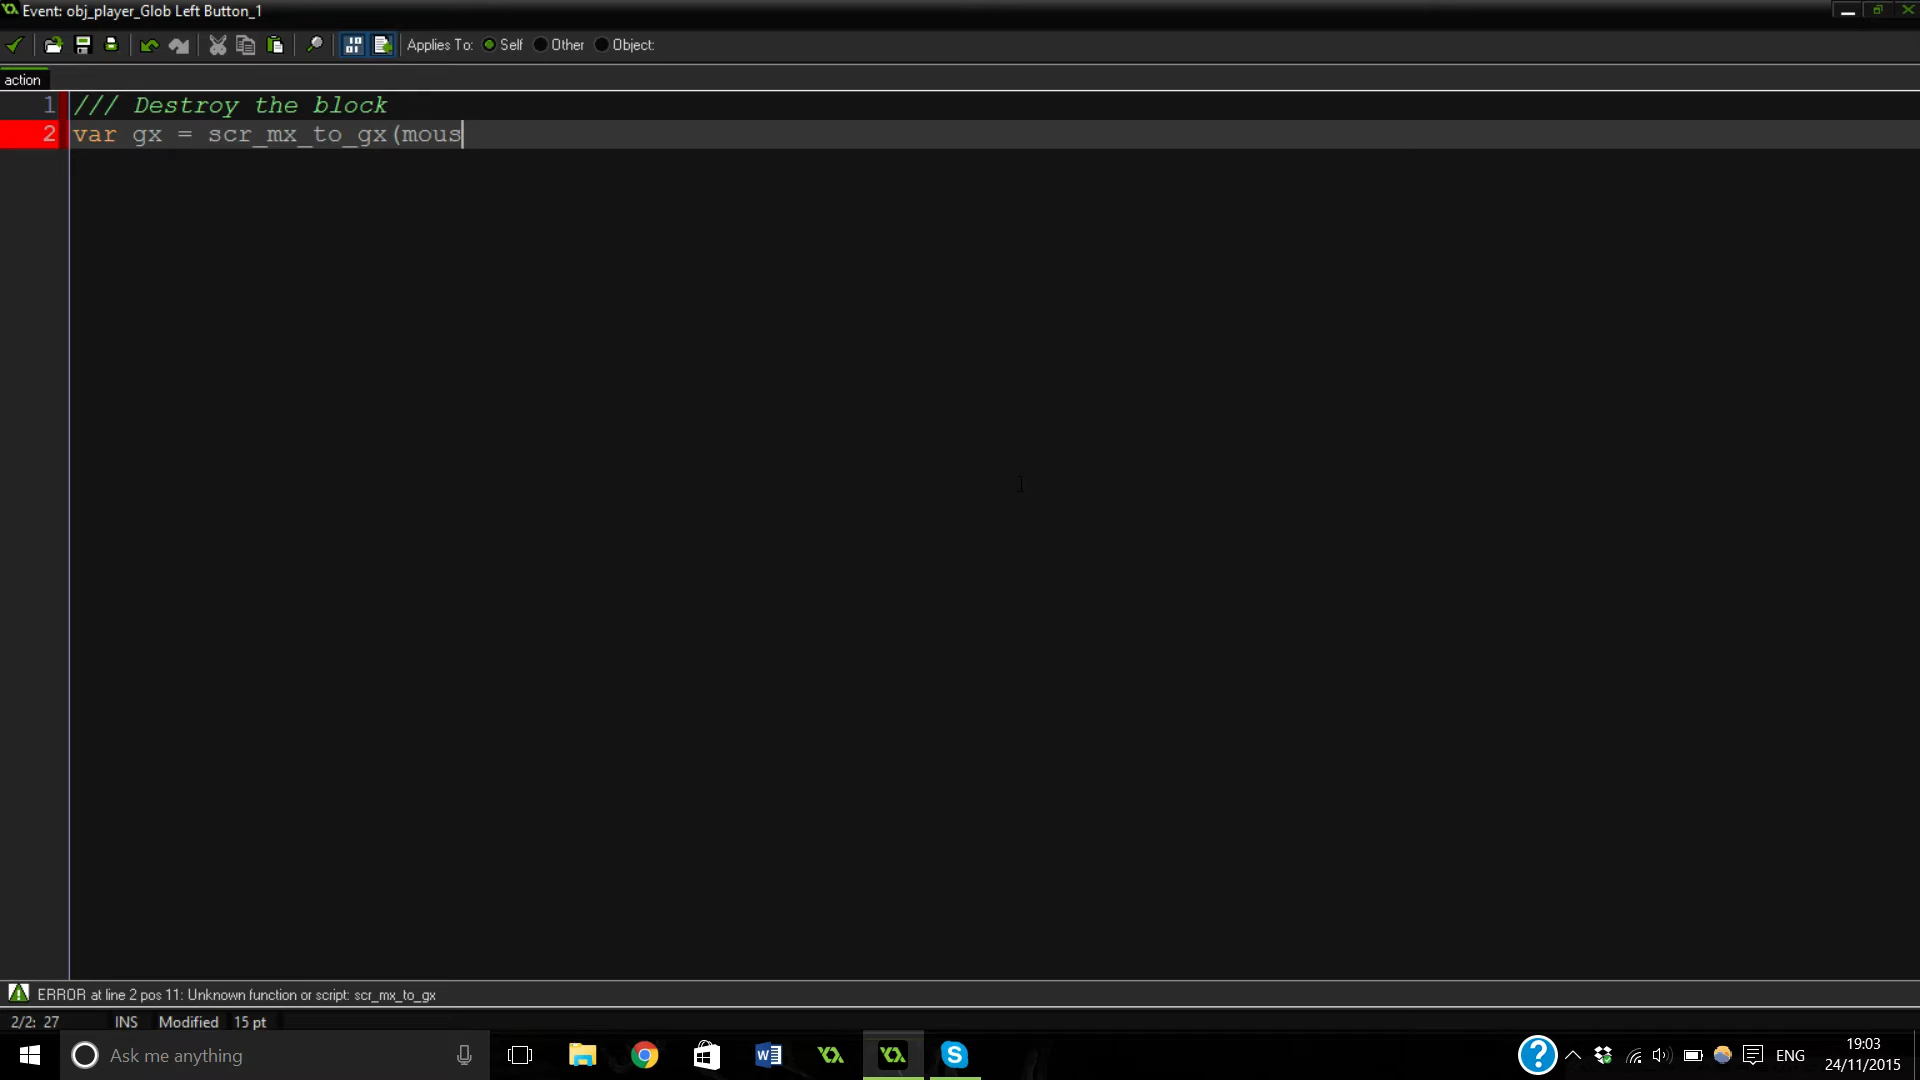 Event: obj_player_Glob Left Button_1
Applies To: Self Other Object:
action
1 /// Destroy the block
2 var gx = scr_mx_to_gx(mous
ERROR at line 2 pos 11: Unknown function or script: scr_mx_to_gx
2/2: 27 INS Modified 15 pt
Ask me anything
ENG
19:03
24/11/2015